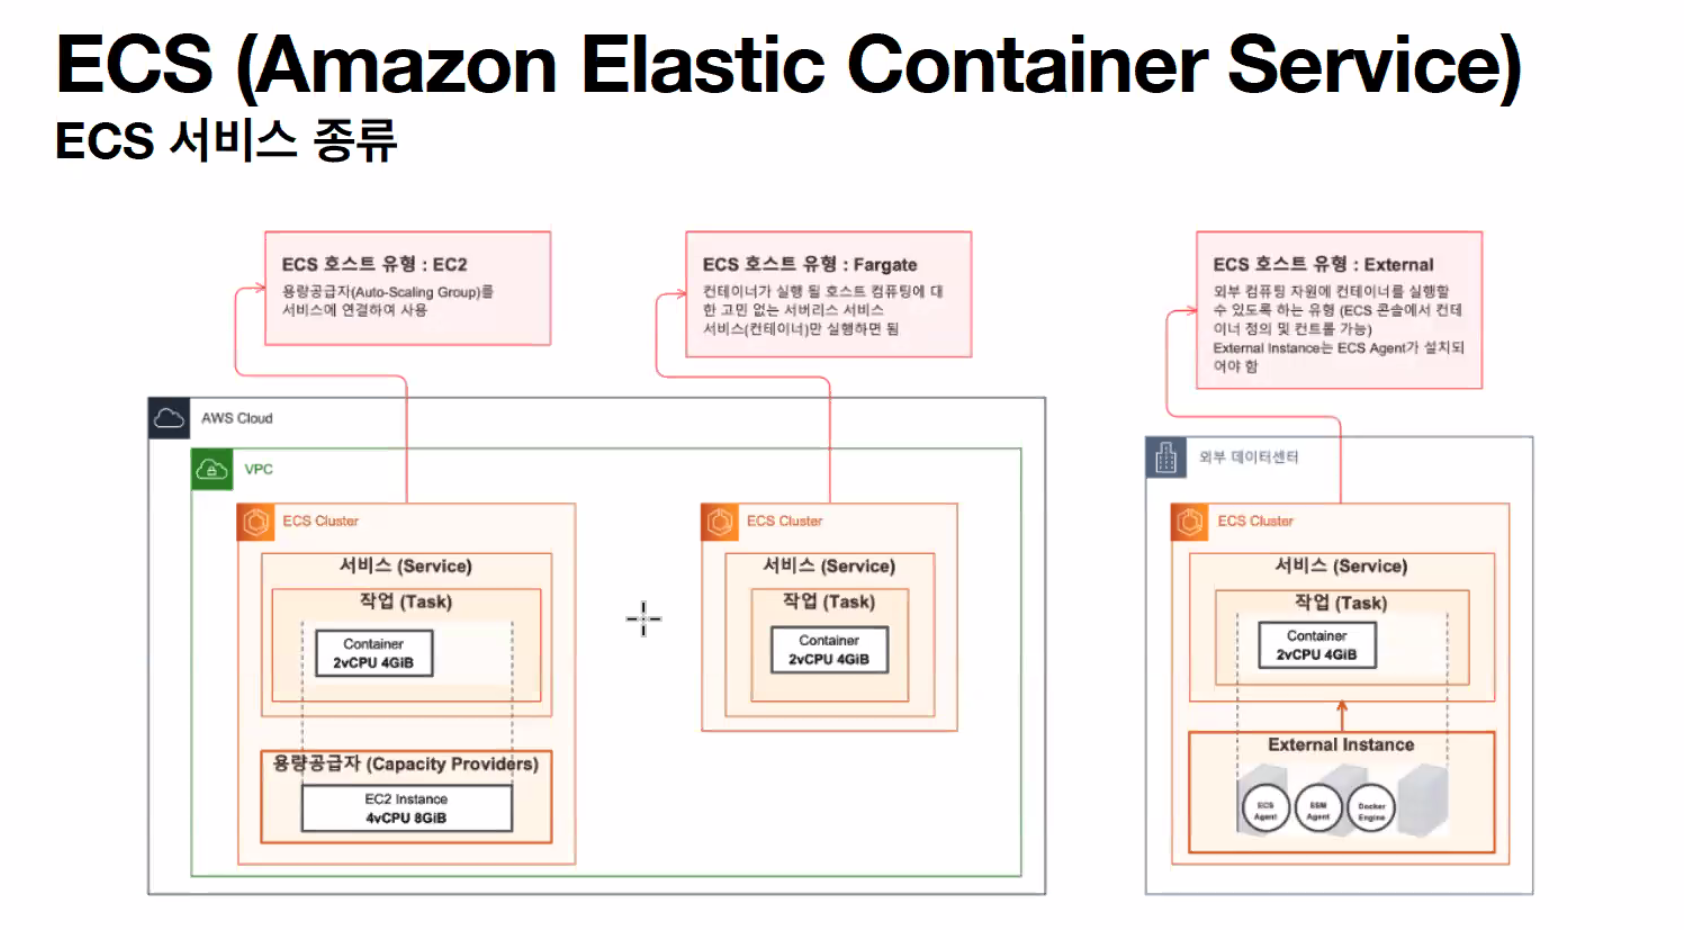 ECS (Amazon Elastic Container Service)
ECS 서비스 종류
ECS 호스트 유형 : EC2
용량공급자(Auto-Scaling Group)를
서비스에 연결하여 사용
ECS 호스트 유형 : Fargate
컨테이너가 실행 될 호스트 컴퓨팅에 대
한 고민 없는 서버리스 서비스
서비스(컨테이너)만 실행하면 됨
ECS 호스트 유형 : External
외부 컴퓨팅 자원에 컨테이너를 실행할
수 있도록 하는 유형 (ECS 콘솔에서 컨테
이너 정의 및 컨트롤 가능)
External Instance는 ECS Agent가 설치되
어야 함
AWS Cloud
VPC
ECS Cluster
서비스 (Service)
작업 (Task)
Container
2vCPU 4GiB
용량공급자 (Capacity Providers)
EC2 Instance
4vCPU 8GiB
ECS Cluster
서비스 (Service)
작업 (Task)
Container
2vCPU 4GiB
외부 데이터센터
ECS Cluster
서비스 (Service)
작업 (Task)
Container
2vCPU 4GiB
External Instance
ECS
Agent
SSM
Agent
Docker
Engine